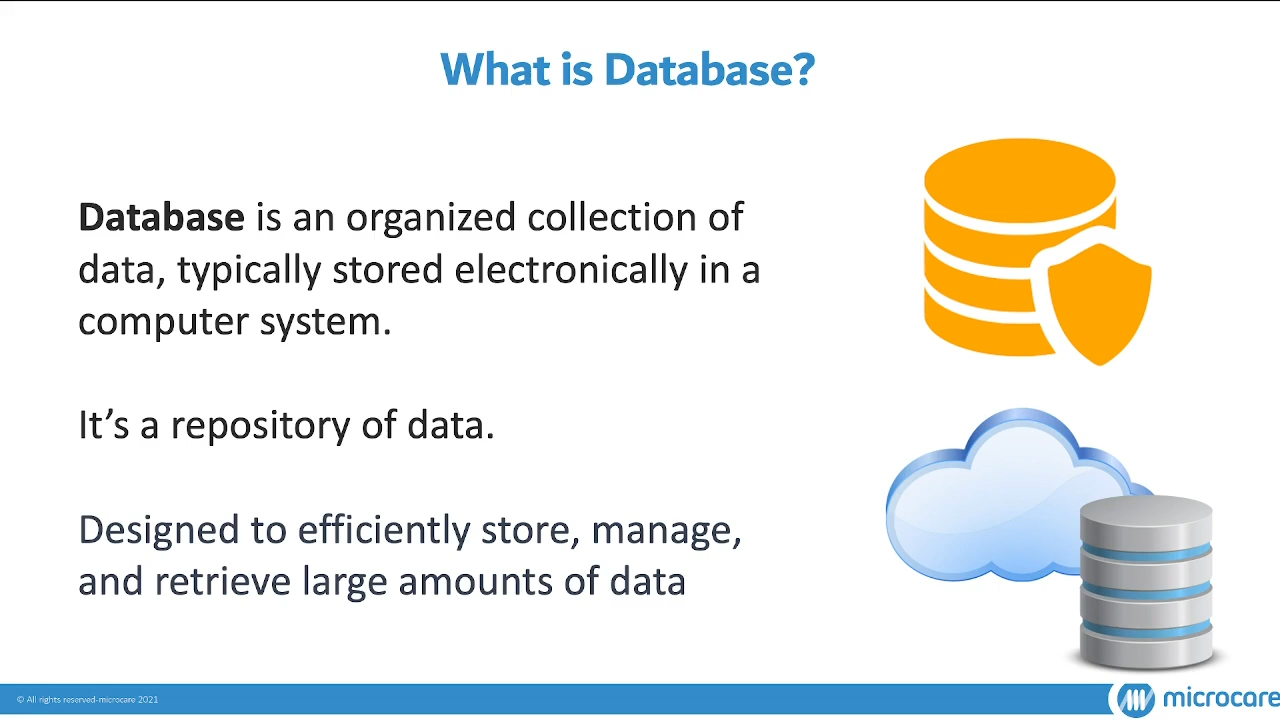 What is Database?
Database is an organized collection of
data, typically stored electronically in a
computer system.
It’s a repository of data.
Designed to efficiently store, manage,
and retrieve large amounts of data
© All rights reserved-microcare 2021
microcare